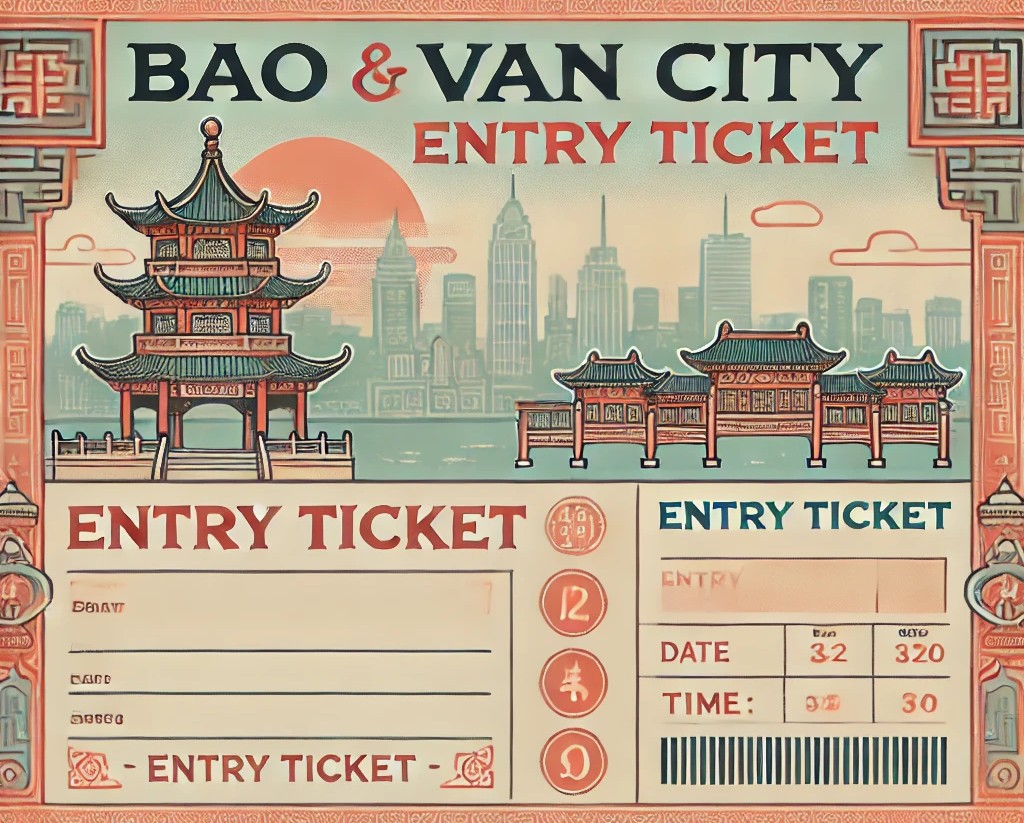 BAO & VAN CITY
ENTRY TICKET
ENTRY TICKET
ENTRY TICKET
ENTRY
12
DATE 32 320
TIME: 30
- ENTRY TICKET -